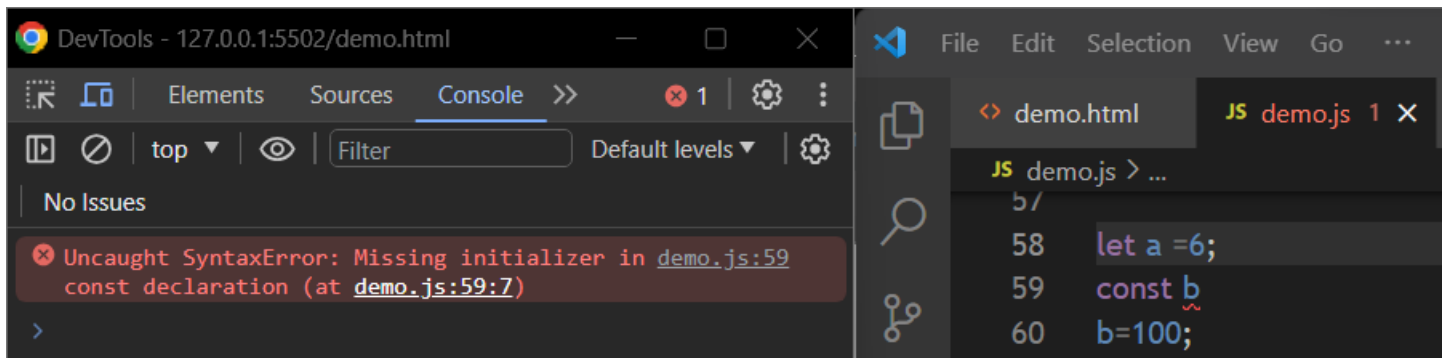 DevTools - 127.0.0.1:5502/demo.html
Elements Sources Console 1
top Filter Default levels
No Issues
Uncaught SyntaxError: Missing initializer in demo.js:59
const declaration (at demo.js:59:7)
File Edit Selection View Go ...
demo.html JS demo.js 1
JS demo.js > ...
57
58 let a =6;
59 const b
60 b=100;